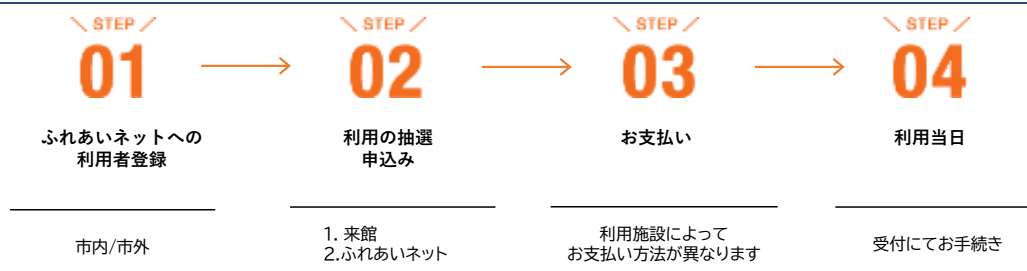 STEP
01
ふれあいネットへの
利用者登録
市内/市外
STEP
02
利用の抽選
申込み
1. 来館
2.ふれあいネット
STEP
03
お支払い
利用施設によって
お支払い方法が異なります
STEP
04
利用当日
受付にてお手続き